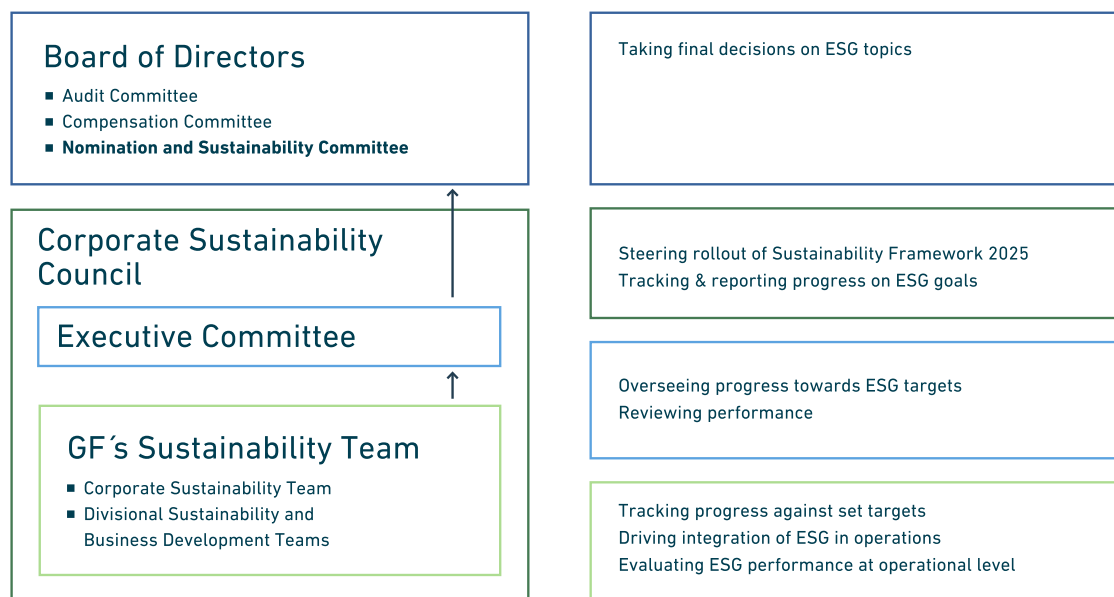 Board of Directors
▪ Audit Committee
▪ Compensation Committee
▪ Nomination and Sustainability Committee
Taking final decisions on ESG topics
Corporate Sustainability
Council
Steering rollout of Sustainability Framework 2025
Tracking & reporting progress on ESG goals
Executive Committee
Overseeing progress towards ESG targets
Reviewing performance
GF´s Sustainability Team
▪ Corporate Sustainability Team
▪ Divisional Sustainability and
Business Development Teams
Tracking progress against set targets
Driving integration of ESG in operations
Evaluating ESG performance at operational level